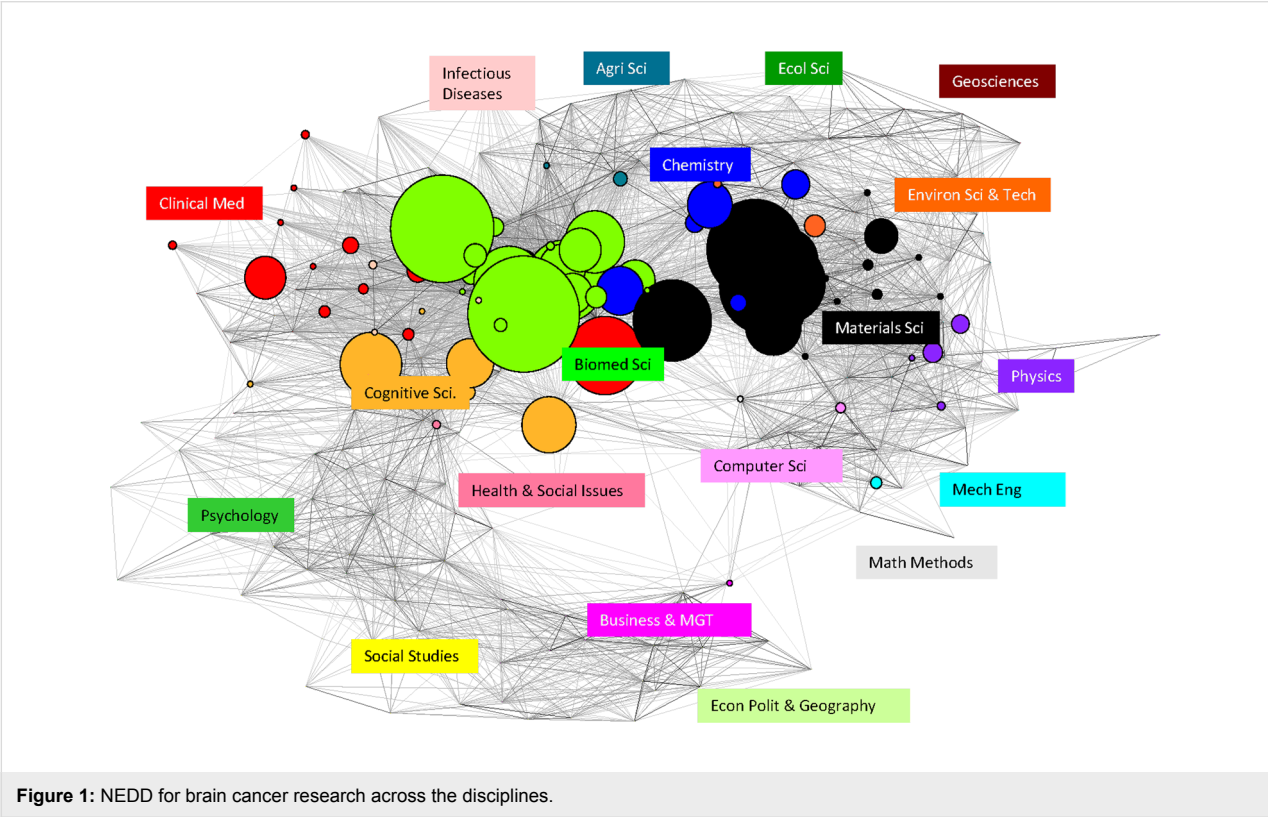 Infectious
Diseases
Agri Sci
Ecol Sci
Geosciences
Chemistry
Clinical Med
Environ Sci & Tech
Materials Sci
Biomed Sci
Physics
Cognitive Sci.
Computer Sci
Health & Social Issues
Mech Eng
Psychology
Math Methods
Business & MGT
Social Studies
Econ Polit & Geography
Figure 1: NEDD for brain cancer research across the disciplines.